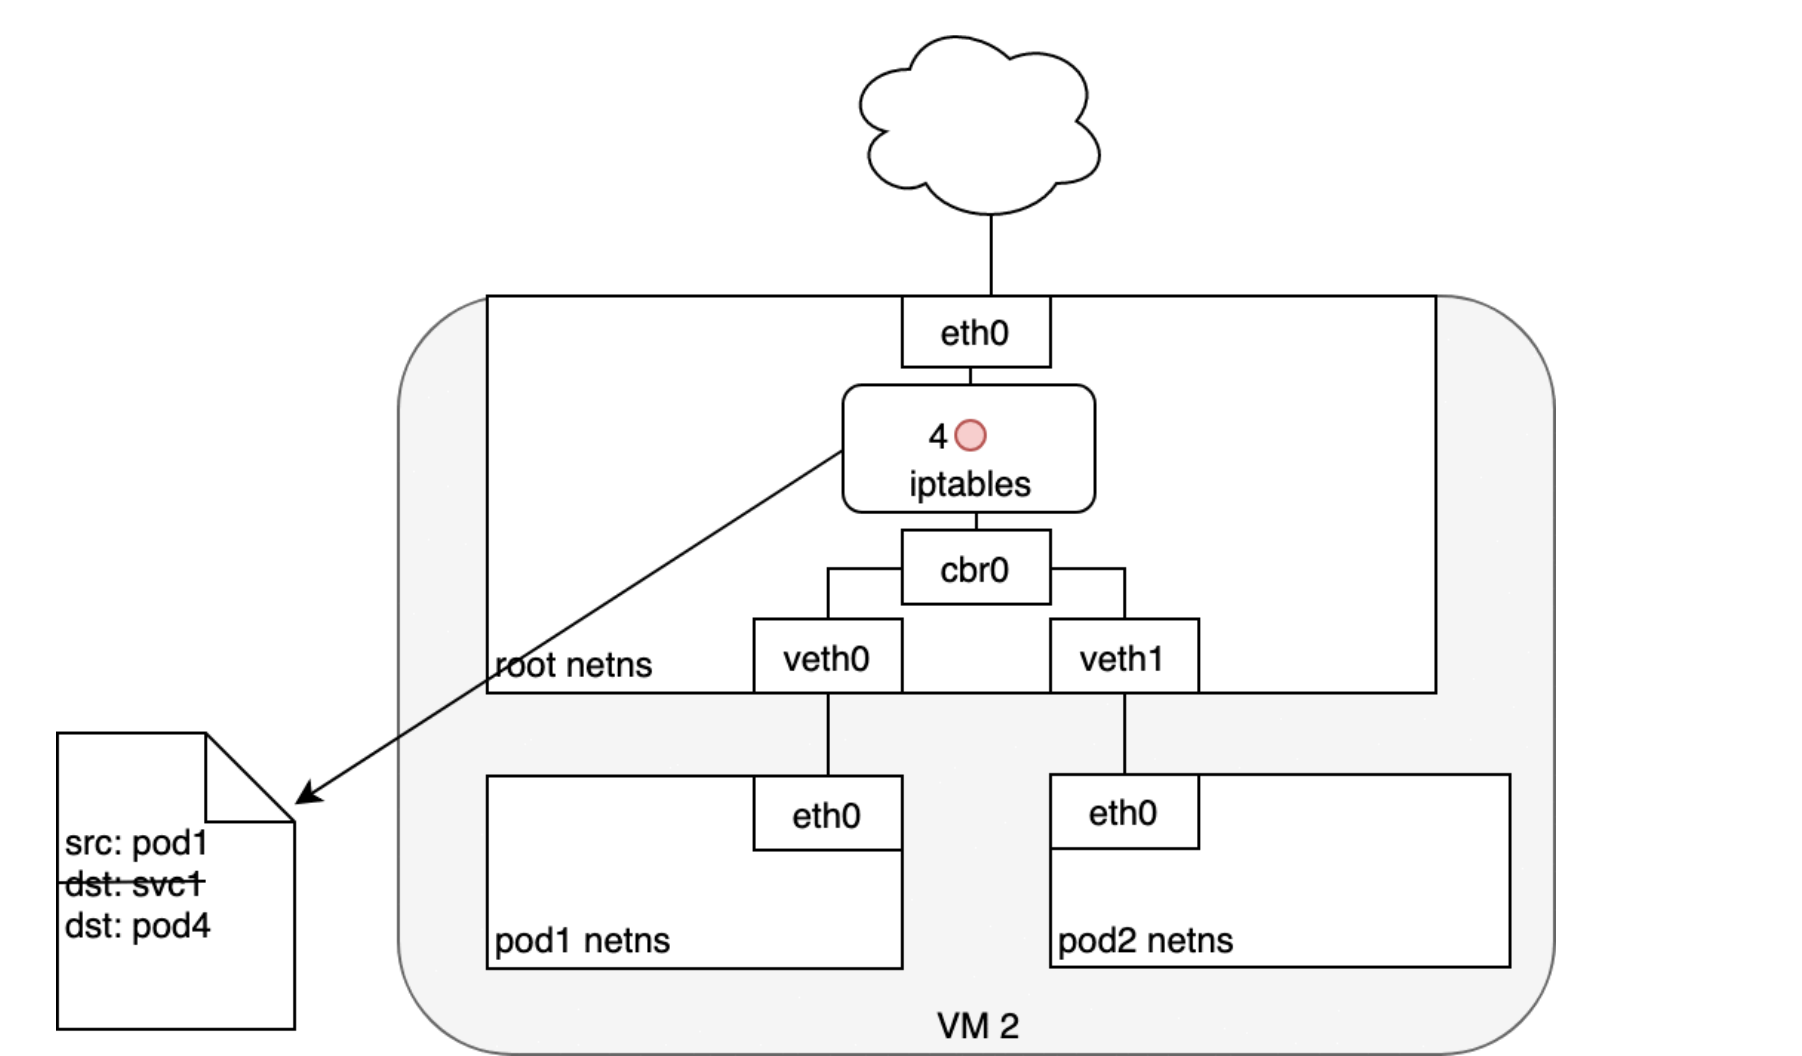 eth0
4
iptables
cbr0
veth0
veth1
root netns
eth0
eth0
src: pod1
dst: svc1
dst: pod4
pod1 netns
pod2 netns
VM 2